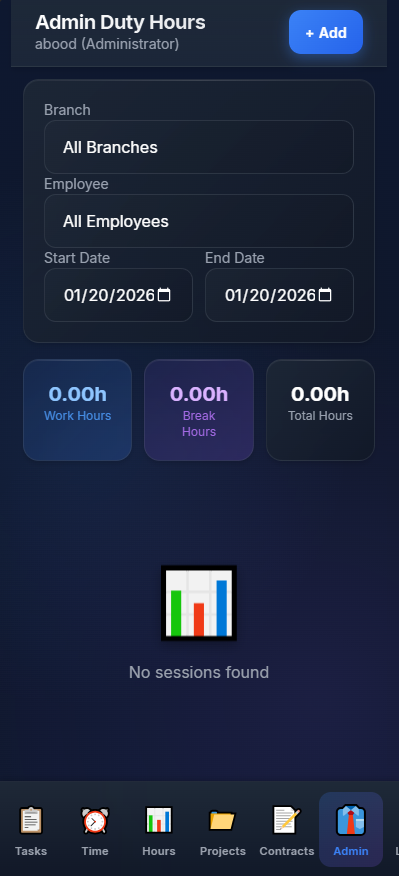 Admin Duty Hours
abood (Administrator)
+ Add
Branch
All Branches
Employee
All Employees
Start Date
End Date
01/20/2026
01/20/2026
0.00h
Work Hours
0.00h
Break
Hours
0.00h
Total Hours
No sessions found
Tasks
Time
Hours
Projects
Contracts
Admin